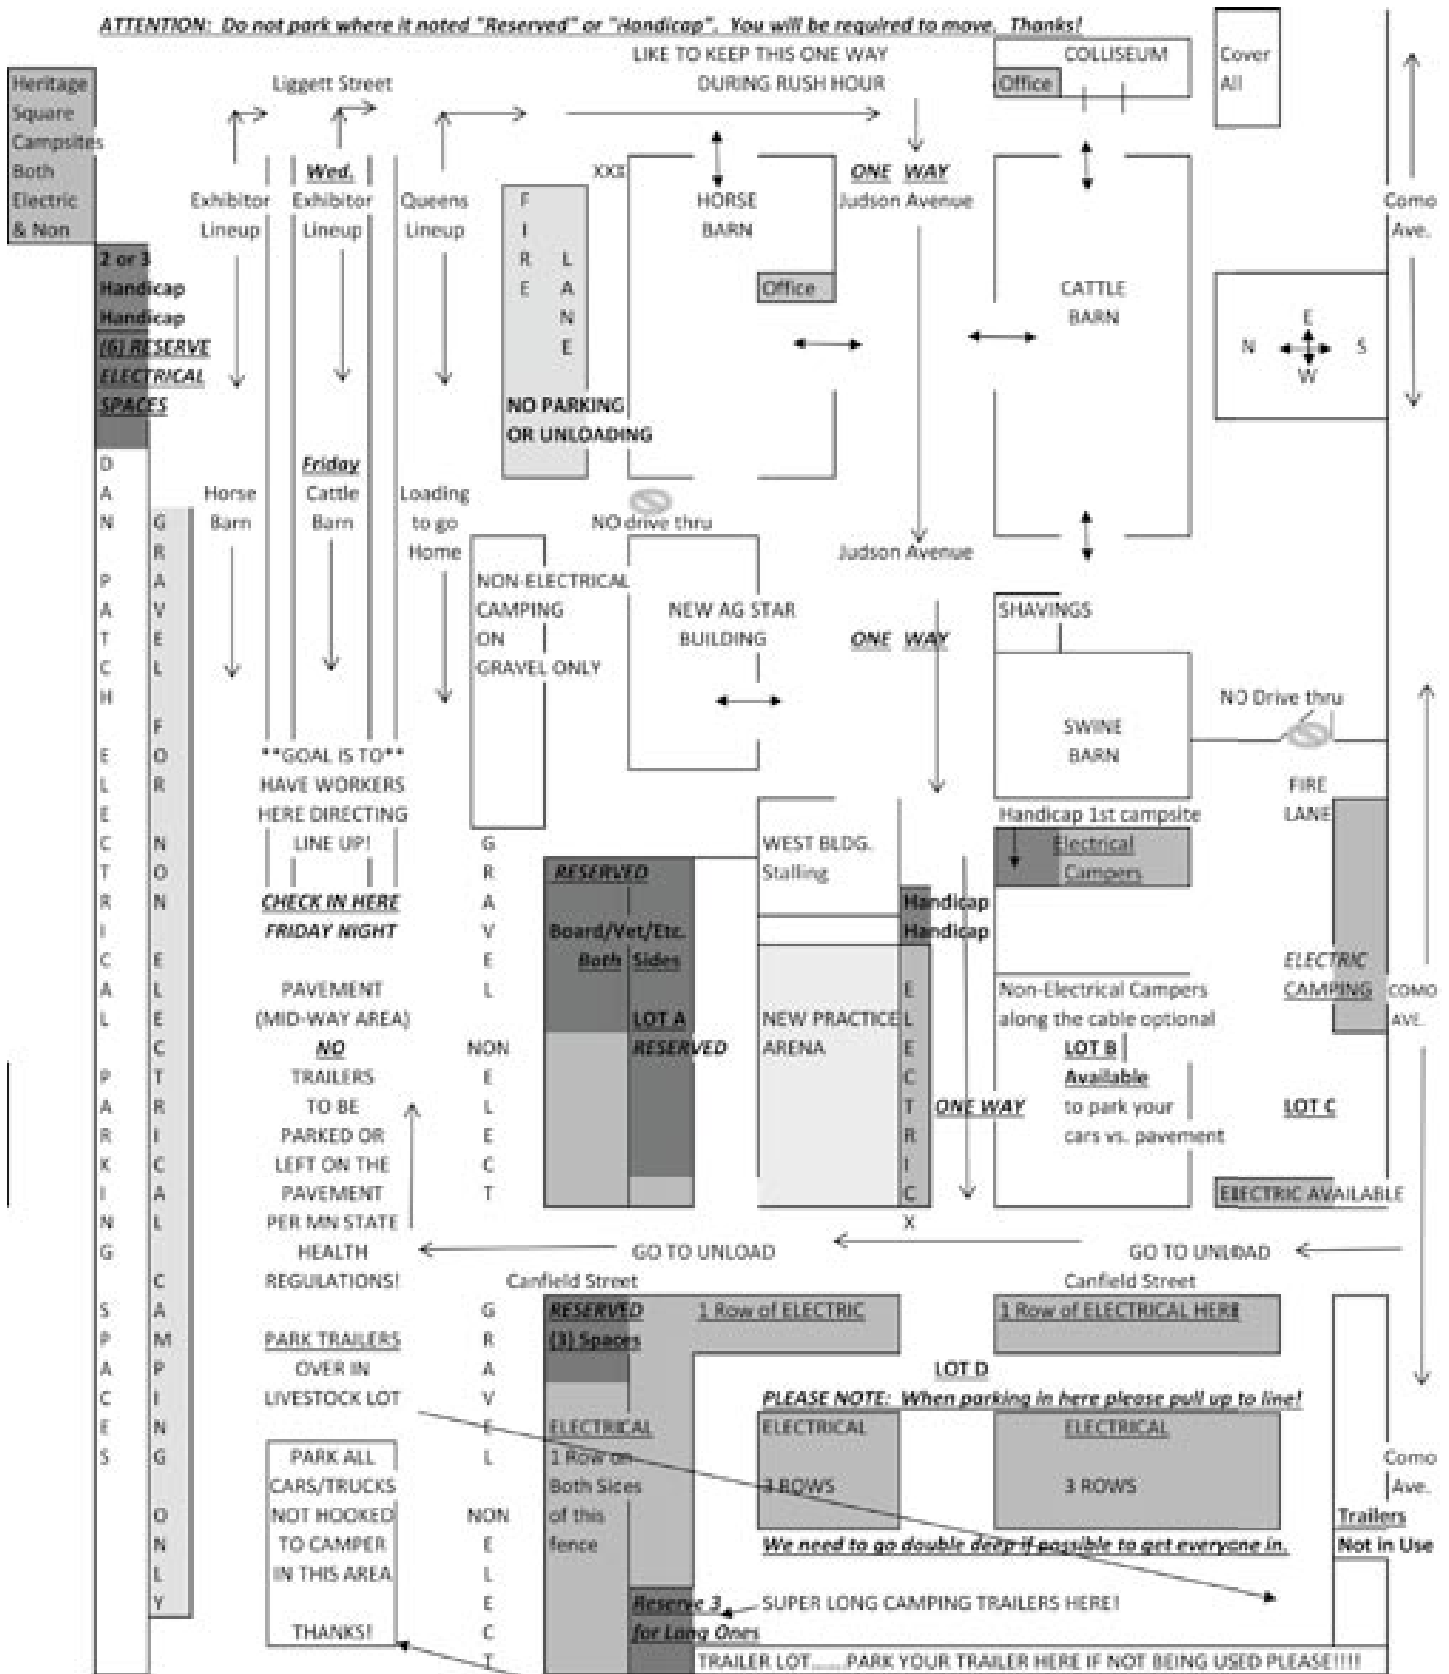 ATTENTION: Do not park where it noted "Reserved" or "Handicap". You will be required to move. Thanks!
LIKE TO KEEP THIS ONE WAY
DURING RUSH HOUR
COLLISEUM
Office
Cover
All
Heritage
Square
Campsites
Both
Electric
& Non
Liggett Street
Exhibitor
Lineup
Wed.
Exhibitor
Lineup
Queens
Lineup
FIRE
LANE
NO PARKING
OR UNLOADING
HORSE
BARN
Office
ONE WAY
Judson Avenue
CATTLE
BARN
Como
Ave.
E
N S
W
2 or 3
Handicap
Handicap
(6) RESERVE
ELECTRICAL
SPACES
DAN PATCH ELECTRICAL PARKING SPACES
GRAVEL FOR NON ELECTRICAL CAMPING ONLY
Horse
Barn
Friday
Cattle
Barn
Loading
to go
Home
NO drive thru
Judson Avenue
NON-ELECTRICAL
CAMPING
ON
GRAVEL ONLY
NEW AG STAR
BUILDING
ONE WAY
SHAVINGS
SWINE
BARN
NO Drive thru
FIRE
LANE
**GOAL IS TO**
HAVE WORKERS
HERE DIRECTING
LINE UP!
CHECK IN HERE
FRIDAY NIGHT
PAVEMENT
(MID-WAY AREA)
NO
TRAILERS
TO BE
PARKED OR
LEFT ON THE
PAVEMENT
PER MN STATE
HEALTH
REGULATIONS!
PARK TRAILERS
OVER IN
LIVESTOCK LOT
PARK ALL
CARS/TRUCKS
NOT HOOKED
TO CAMPER
IN THIS AREA
THANKS!
GRAVEL
NON
ELECT
RESERVED
Board/Vet/Etc.
Both Sides
LOT A
RESERVED
WEST BLDG.
Stalling
Handicap
Handicap
NEW PRACTICE
ARENA
ELECTRIC
X
ONE WAY
Handicap 1st campsite
Electrical
Campers
Non-Electrical Campers
along the cable optional
LOT B
Available
to park your
cars vs. pavement
ELECTRIC
CAMPING
COMO
AVE.
LOT C
ELECTRIC AVAILABLE
GO TO UNLOAD
GO TO UNLOAD
Canfield Street
Canfield Street
GRAVEL
NON
ELECT
RESERVED
(3) Spaces
1 Row of ELECTRIC
1 Row of ELECTRICAL HERE
LOT D
PLEASE NOTE: When parking in here please pull up to line!
ELECTRICAL
1 Row on
Both Sices
of this
fence
ELECTRICAL
3 ROWS
ELECTRICAL
3 ROWS
Como
Ave.
Trailers
Not in Use
We need to go double deep if possible to get everyone in.
Reserve 3
for Long Ones
SUPER LONG CAMPING TRAILERS HERE!
TRAILER LOT......PARK YOUR TRAILER HERE IF NOT BEING USED PLEASE!!!!